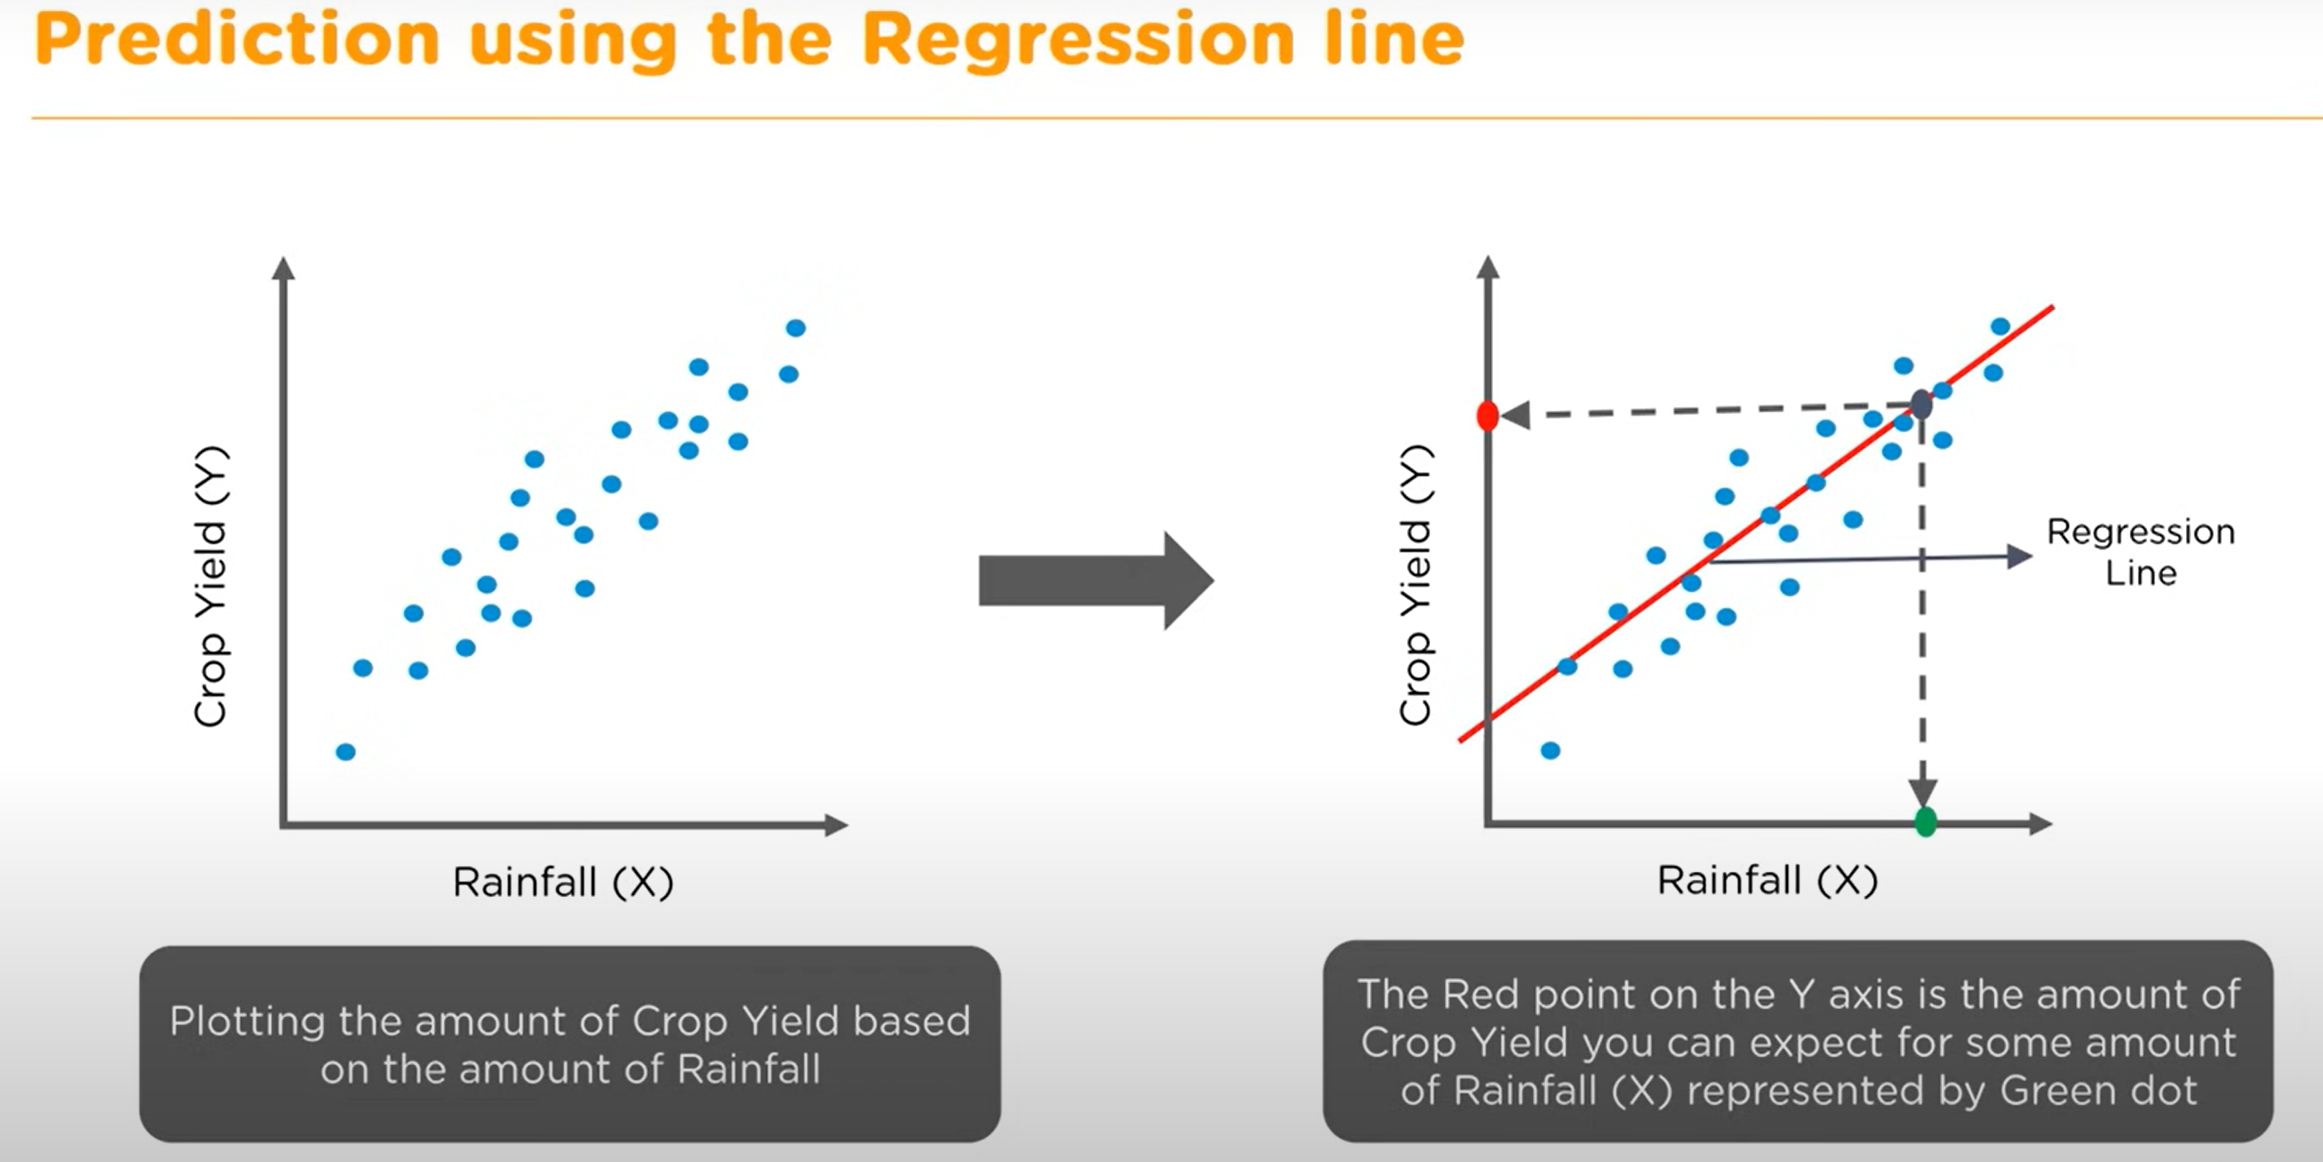 Prediction using the Regression line
Crop Yield (Y)
Rainfall (X)
Plotting the amount of Crop Yield based
on the amount of Rainfall
Crop Yield (Y)
Regression
Line
Rainfall (X)
The Red point on the Y axis is the amount of
Crop Yield you can expect for some amount
of Rainfall (X) represented by Green dot